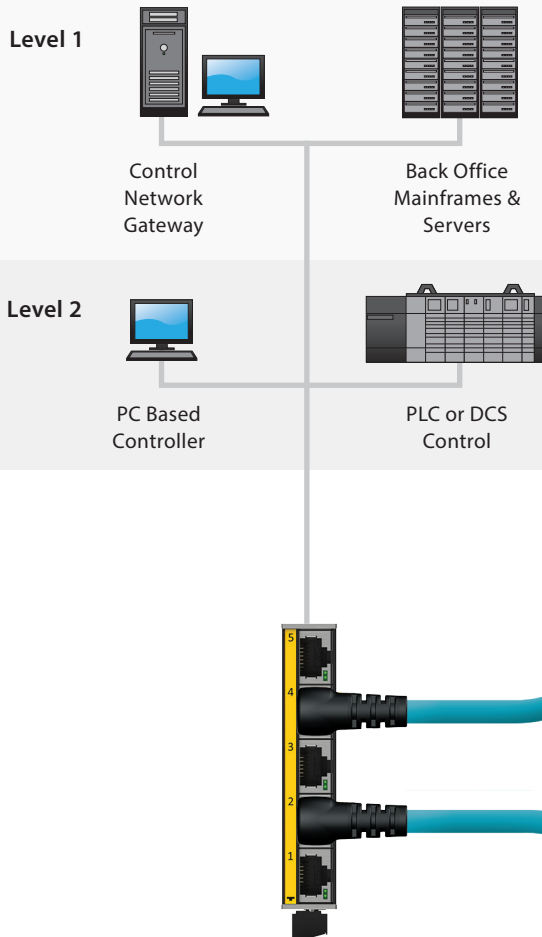 Level 1
Control
Network
Gateway
Back Office
Mainframes &
Servers
Level 2
PC Based
Controller
PLC or DCS
Control
5
4
3
2
1